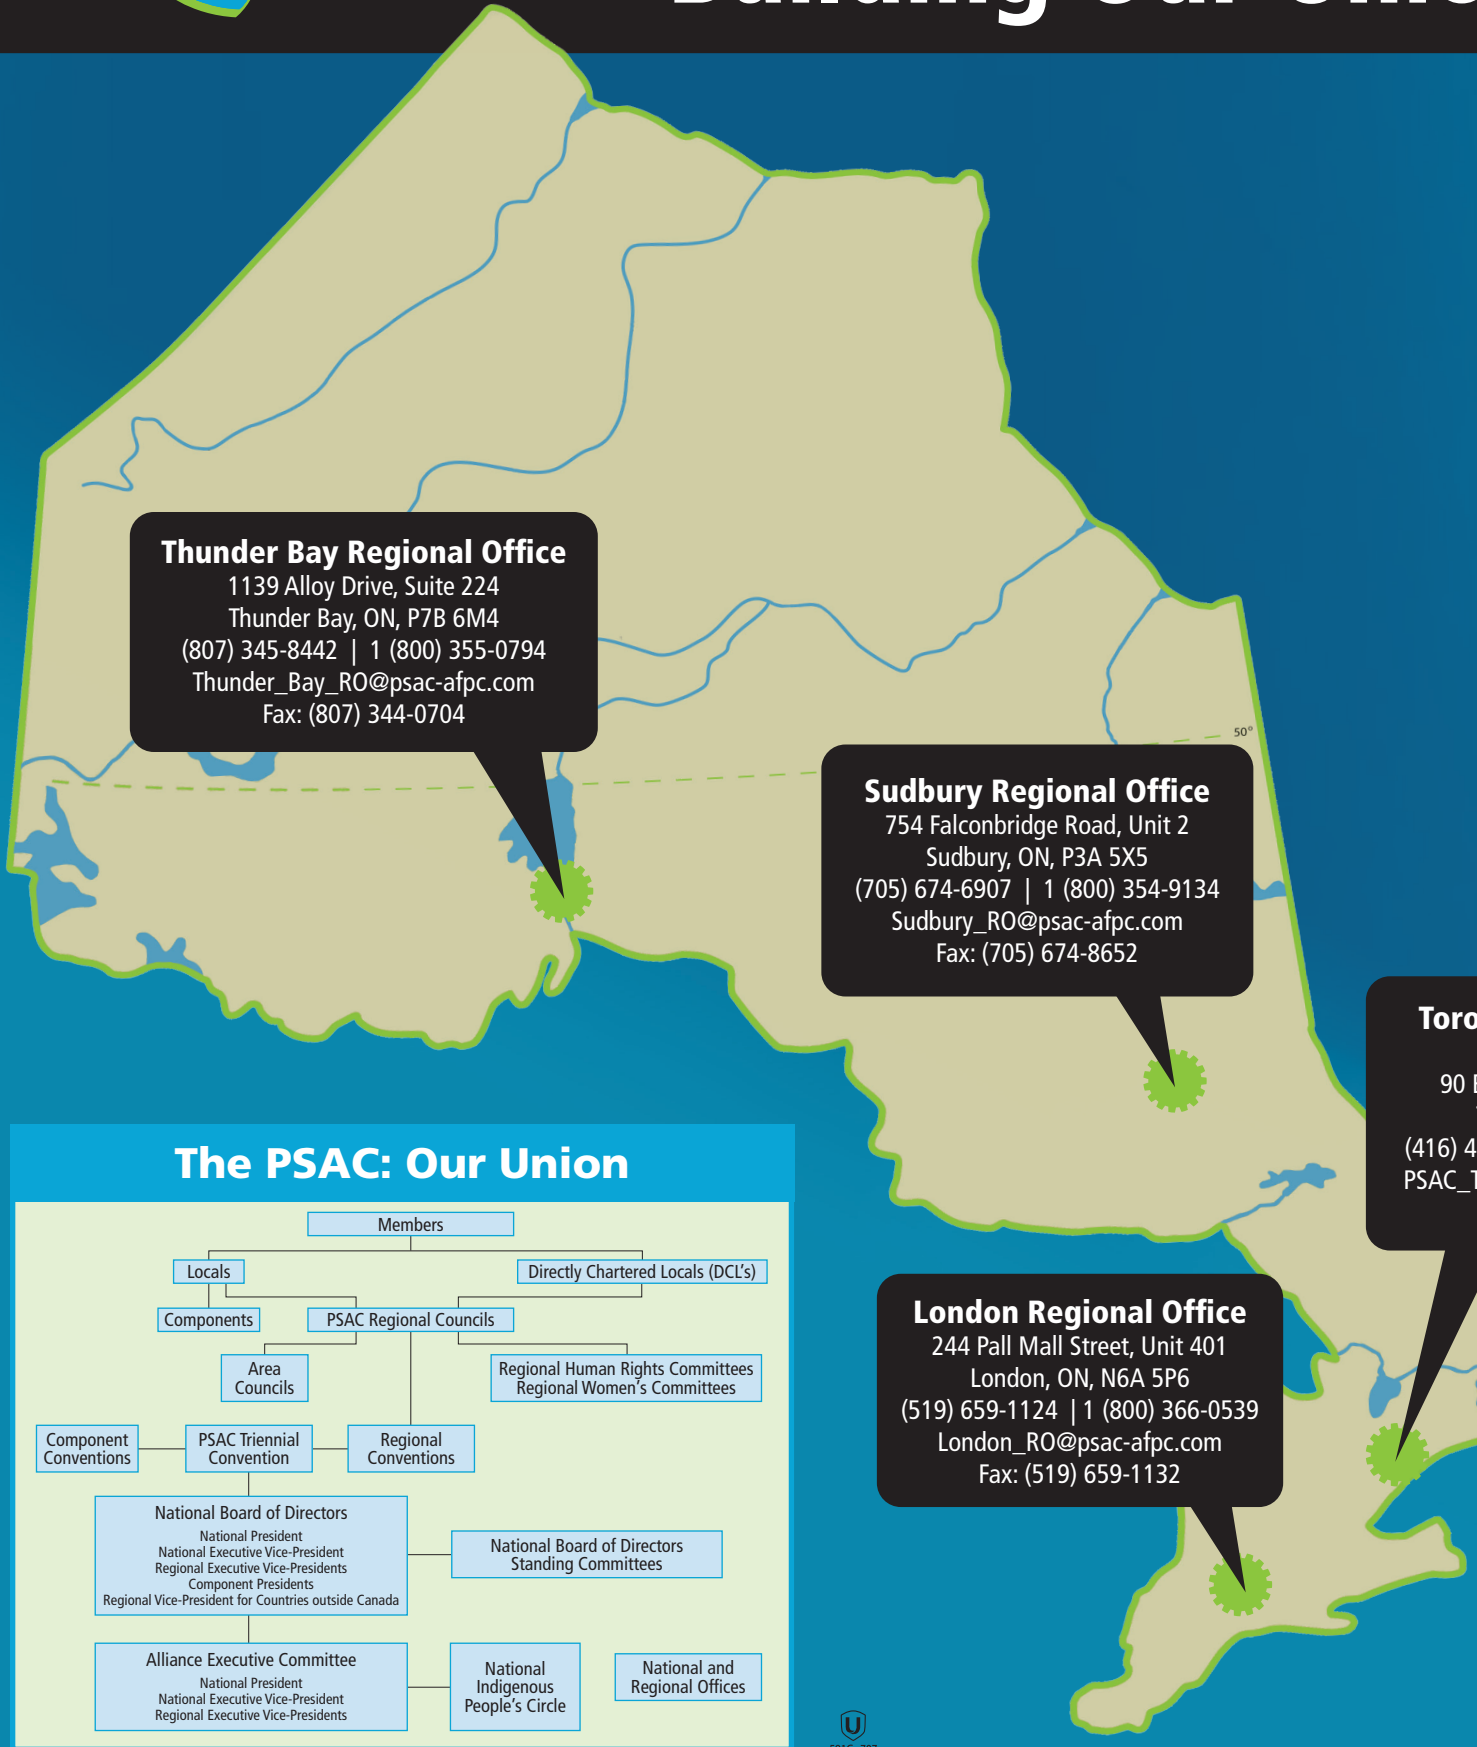 Building Our
Thunder Bay Regional Office
1139 Alloy Drive, Suite 224
Thunder Bay, ON, P7B 6M4
(807) 345-8442 | 1 (800) 355-0794
Thunder_Bay_RO@psac-afpc.com
Fax: (807) 344-0704
50°
Sudbury Regional Office
754 Falconbridge Road, Unit 2
Sudbury, ON, P3A 5X5
(705) 674-6907 | 1 (800) 354-9134
Sudbury_RO@psac-afpc.com
Fax: (705) 674-8652
Toro
90
(416) 4
PSAC_T
London Regional Office
244 Pall Mall Street, Unit 401
London, ON, N6A 5P6
(519) 659-1124 | 1 (800) 366-0539
London_RO@psac-afpc.com
Fax: (519) 659-1132
The PSAC: Our Union
Members
Locals
Directly Chartered Locals (DCL's)
Components
PSAC Regional Councils
Area
Councils
Regional Human Rights Committees
Regional Women's Committees
Component
Conventions
PSAC Triennial
Convention
Regional
Conventions
National Board of Directors
National President
National Executive Vice-President
Regional Executive Vice-Presidents
Component Presidents
Regional Vice-President for Countries outside Canada
National Board of Directors
Standing Committees
Alliance Executive Committee
National President
National Executive Vice-President
Regional Executive Vice-Presidents
National
Indigenous
People's Circle
National and
Regional Offices
U